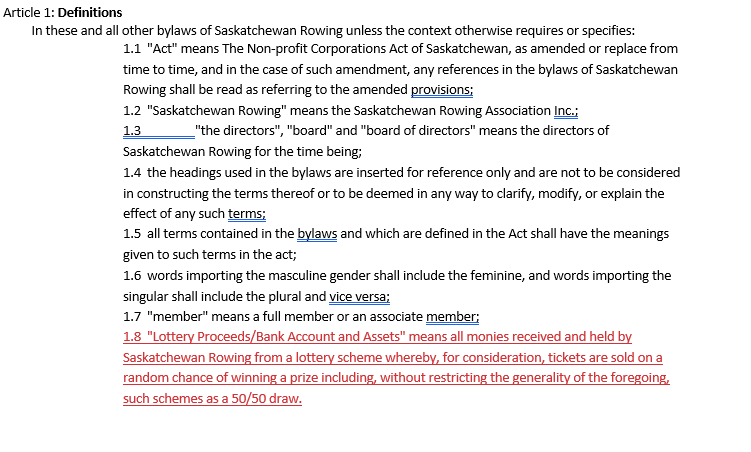 Article 1: Definitions
In these and all other bylaws of Saskatchewan Rowing unless the context otherwise requires or specifies:
1.1 "Act" means The Non-profit Corporations Act of Saskatchewan, as amended or replace from
time to time, and in the case of such amendment, any references in the bylaws of Saskatchewan
Rowing shall be read as referring to the amended provisions;
1.2 "Saskatchewan Rowing" means the Saskatchewan Rowing Association Inc.;
1.3 "the directors", "board" and "board of directors" means the directors of
Saskatchewan Rowing for the time being;
1.4 the headings used in the bylaws are inserted for reference only and are not to be considered
in constructing the terms thereof or to be deemed in any way to clarify, modify, or explain the
effect of any such terms;
1.5 all terms contained in the bylaws and which are defined in the Act shall have the meanings
given to such terms in the act;
1.6 words importing the masculine gender shall include the feminine, and words importing the
singular shall include the plural and vice versa;
1.7 "member" means a full member or an associate member;
1.8 "Lottery Proceeds/Bank Account and Assets" means all monies received and held by
Saskatchewan Rowing from a lottery scheme whereby, for consideration, tickets are sold on a
random chance of winning a prize including, without restricting the generality of the foregoing,
such schemes as a 50/50 draw.